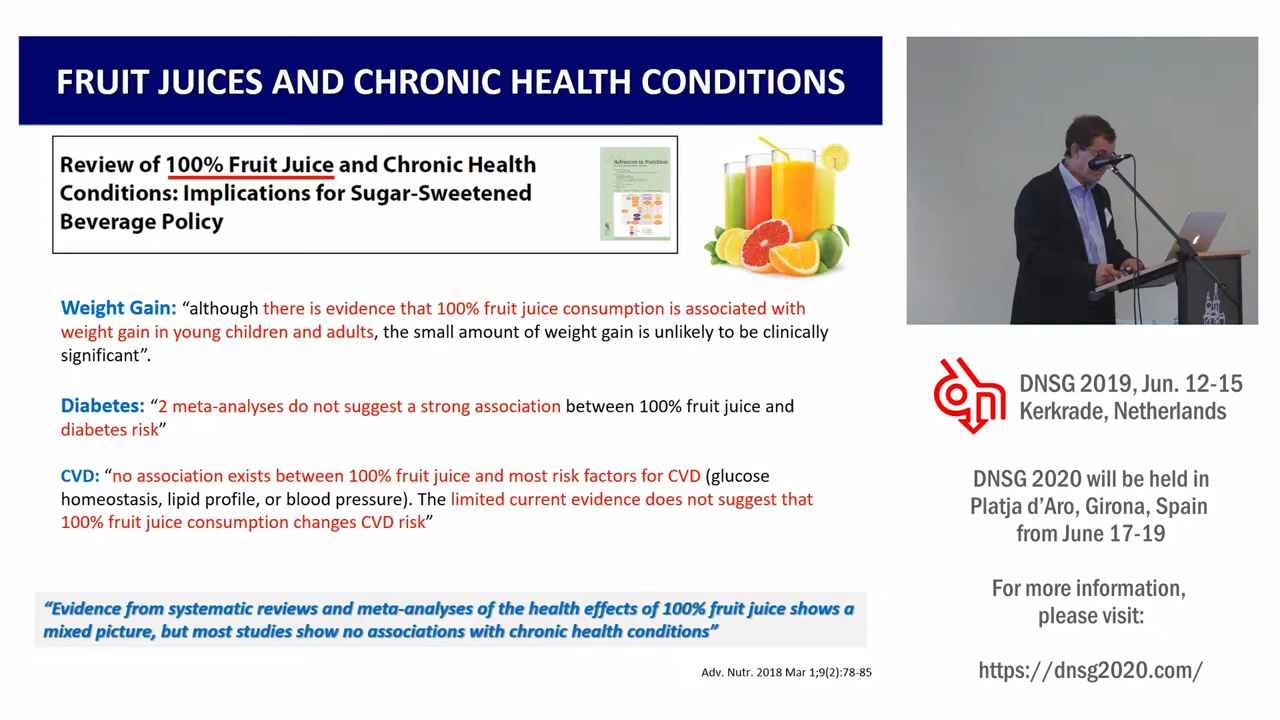 FRUIT JUICES AND CHRONIC HEALTH CONDITIONS
Review of 100% Fruit Juice and Chronic Health
Conditions: Implications for Sugar-Sweetened
Beverage Policy
Advances in Nutrition
Weight Gain: “although there is evidence that 100% fruit juice consumption is associated with
weight gain in young children and adults, the small amount of weight gain is unlikely to be clinically
significant”.
Diabetes: “2 meta-analyses do not suggest a strong association between 100% fruit juice and
diabetes risk”
CVD: “no association exists between 100% fruit juice and most risk factors for CVD (glucose
homeostasis, lipid profile, or blood pressure). The limited current evidence does not suggest that
100% fruit juice consumption changes CVD risk”
“Evidence from systematic reviews and meta-analyses of the health effects of 100% fruit juice shows a
mixed picture, but most studies show no associations with chronic health conditions”
Adv. Nutr. 2018 Mar 1;9(2):78-85
DNSG 2019, Jun. 12-15
Kerkrade, Netherlands
DNSG 2020 will be held in
Platja d’Aro, Girona, Spain
from June 17-19
For more information,
please visit:
https://dnsg2020.com/